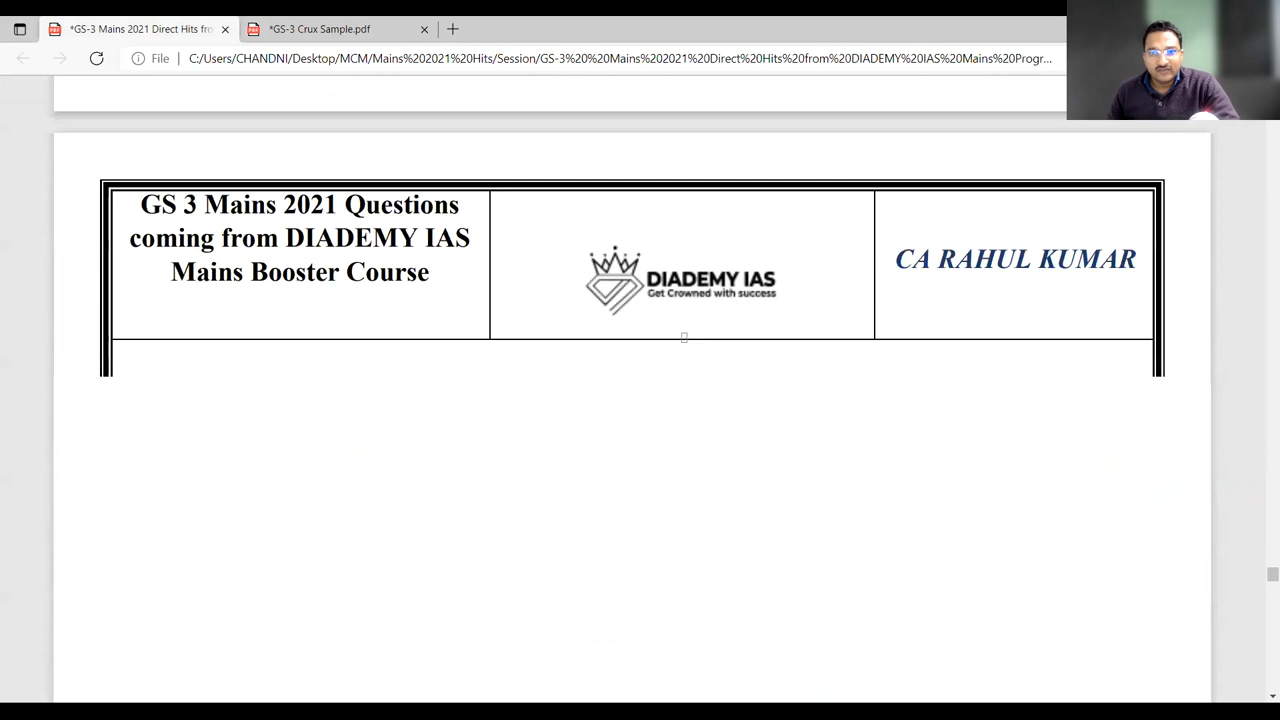 *GS-3 Mains 2021 Direct Hits fro
*GS-3 Crux Sample.pdf
File
C:/Users/CHANDNI/Desktop/MCM/Mains%202021%20Hits/Session/GS-3%20%20Mains%202021%20Direct%20Hits%20from%20DIADEMY%20IAS%20Mains%20Progr...
GS 3 Mains 2021 Questions
coming from DIADEMY IAS
Mains Booster Course
DIADEMY IAS
Get Crowned with success
CA RAHUL KUMAR